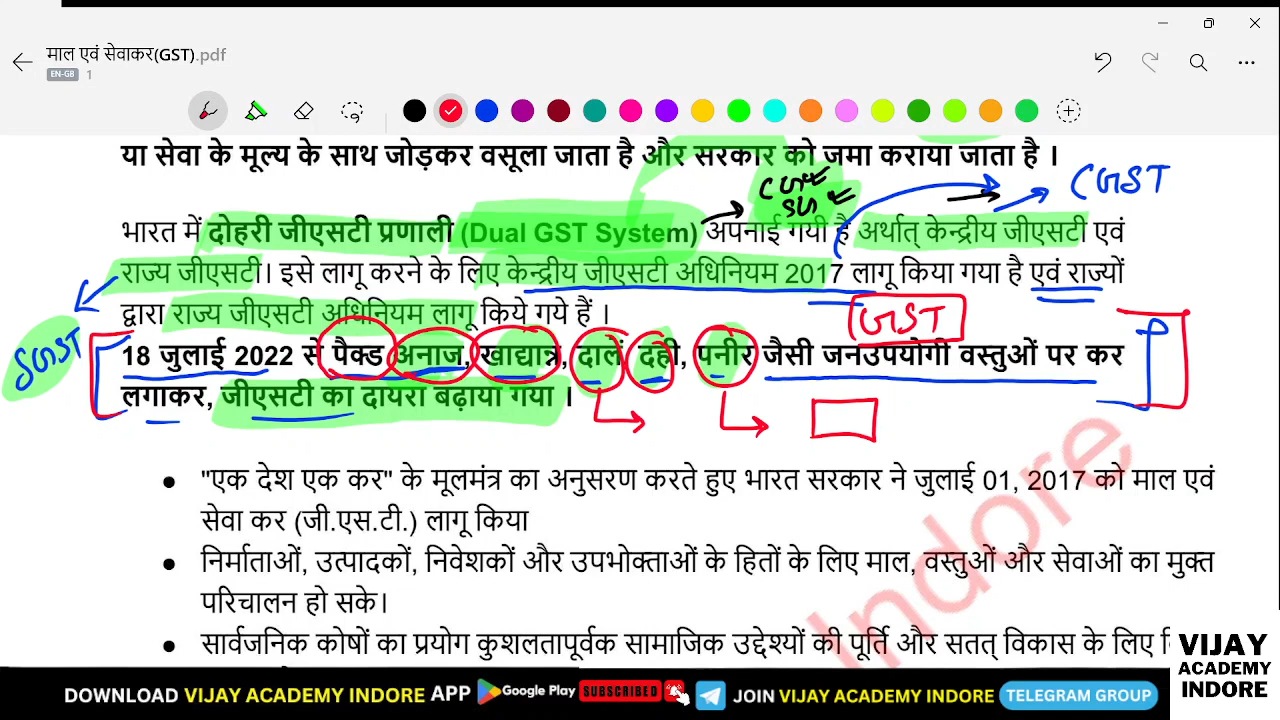 माल एवं सेवाकर(GST).pdf
EN-GB 1
या सेवा के मूल्य के साथ जोड़कर वसूला जाता है और सरकार को जमा कराया जाता है ।
CGST
SG
CGST
भारत में दोहरी जीएसटी प्रणाली (Dual GST System) अपनाई गयी है अर्थात् केन्द्रीय जीएसटी एवं
राज्य जीएसटी। इसे लागू करने के लिए केन्द्रीय जीएसटी अधिनियम 2017 लागू किया गया है एवं राज्यों
द्वारा राज्य जीएसटी अधिनियम लागू किये गये हैं ।
GST
SGST
18 जुलाई 2022 से पैक्ड अनाज, खाद्यान्न, दालें दही, पनीर जैसी जनउपयोगी वस्तुओं पर कर
लगाकर, जीएसटी का दायरा बढ़ाया गया ।
"एक देश एक कर" के मूलमंत्र का अनुसरण करते हुए भारत सरकार ने जुलाई 01, 2017 को माल एवं
सेवा कर (जी.एस.टी.) लागू किया
निर्माताओं, उत्पादकों, निवेशकों और उपभोक्ताओं के हितों के लिए माल, वस्तुओं और सेवाओं का मुक्त
परिचालन हो सके।
सार्वजनिक कोषों का प्रयोग कुशलतापूर्वक सामाजिक उद्देश्यों की पूर्ति और सतत् विकास के लिए
Indore
VIJAY
ACADEMY
INDORE
DOWNLOAD VIJAY ACADEMY INDORE APP Google Play SUBSCRIBED JOIN VIJAY ACADEMY INDORE TELEGRAM GROUP